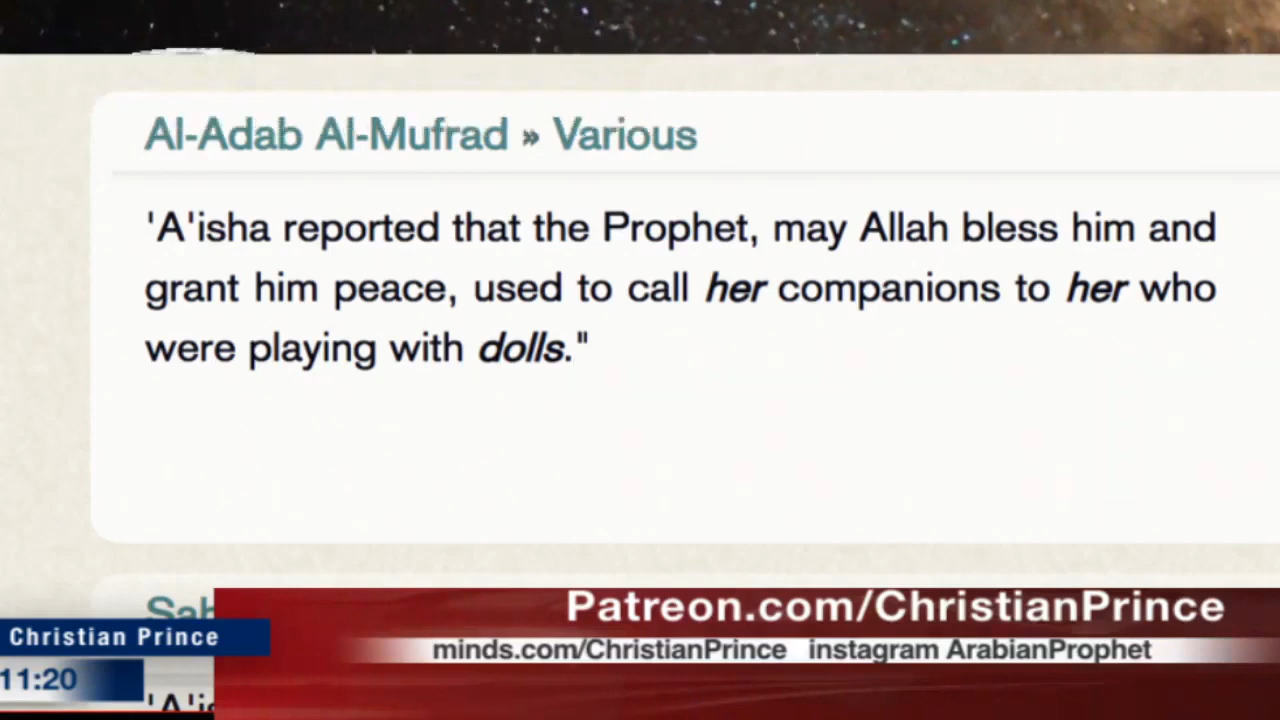 Al-Adab Al-Mufrad » Various
'A'isha reported that the Prophet, may Allah bless him and
grant him peace, used to call her companions to her who
were playing with dolls."
Patreon.com/ChristianPrince
Christian Prince
minds.com/ChristianPrince instagram ArabianProphet
11:20